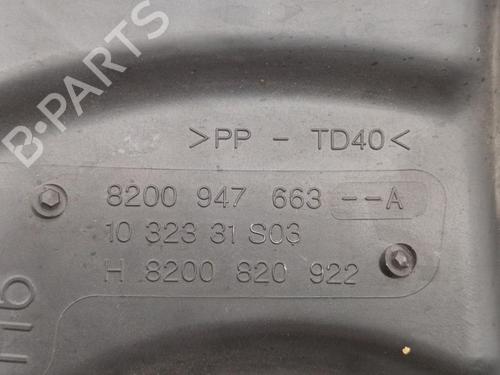 B-PARTS
>PP - TD40<
8200 947 663 --A
10 323 31 S03
H 8200 820 922